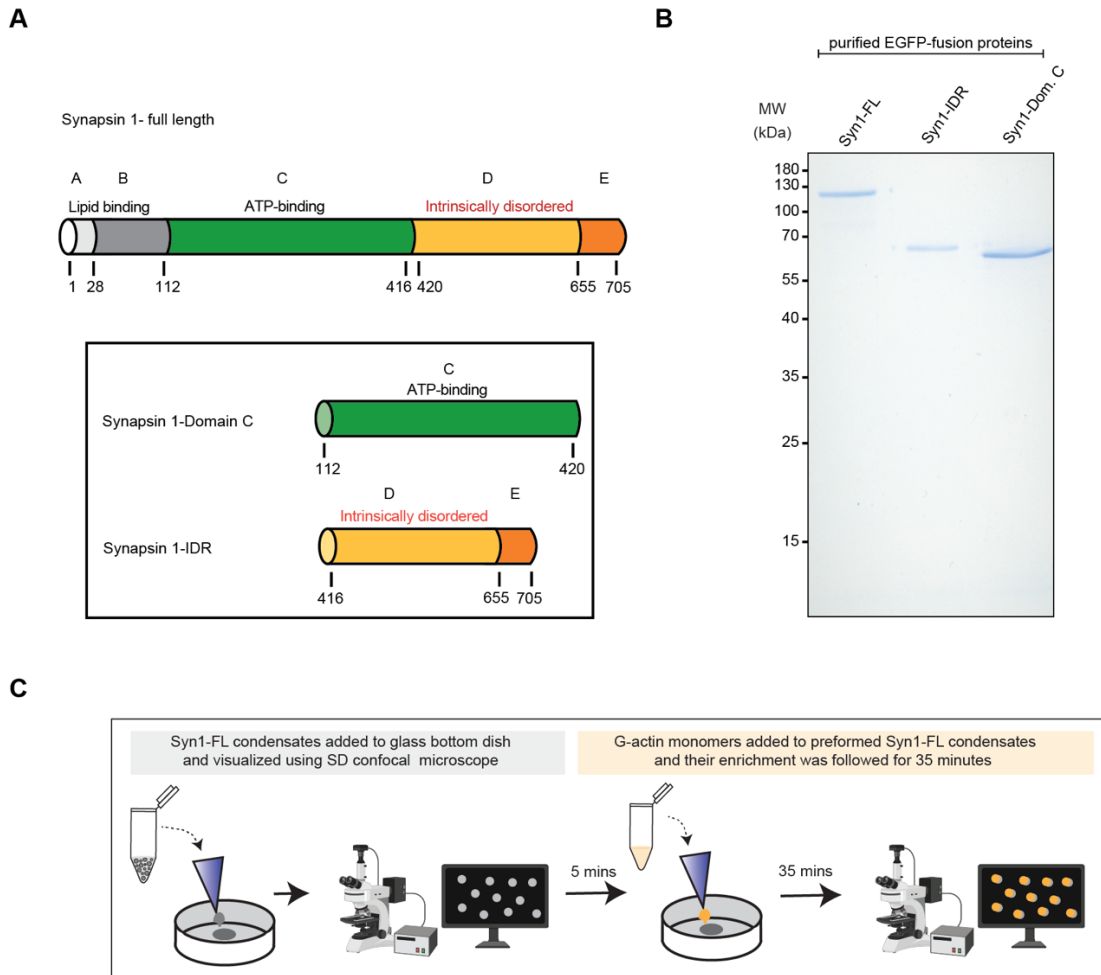 A
Synapsin 1- full length
A B C D E
Lipid binding ATP-binding Intrinsically disordered
1 28 112 416 420 655 705
C
ATP-binding
Synapsin 1-Domain C
112 420
D E
Intrinsically disordered
Synapsin 1-IDR
416 655 705
B
purified EGFP-fusion proteins
MW
(kDa)
Syn1-FL
Syn1-IDR
Syn1-Dom. C
180
130
100
70
55
40
35
25
15
C
Syn1-FL condensates added to glass bottom dish
and visualized using SD confocal microscope
G-actin monomers added to preformed Syn1-FL condensates
and their enrichment was followed for 35 minutes
5 mins
35 mins